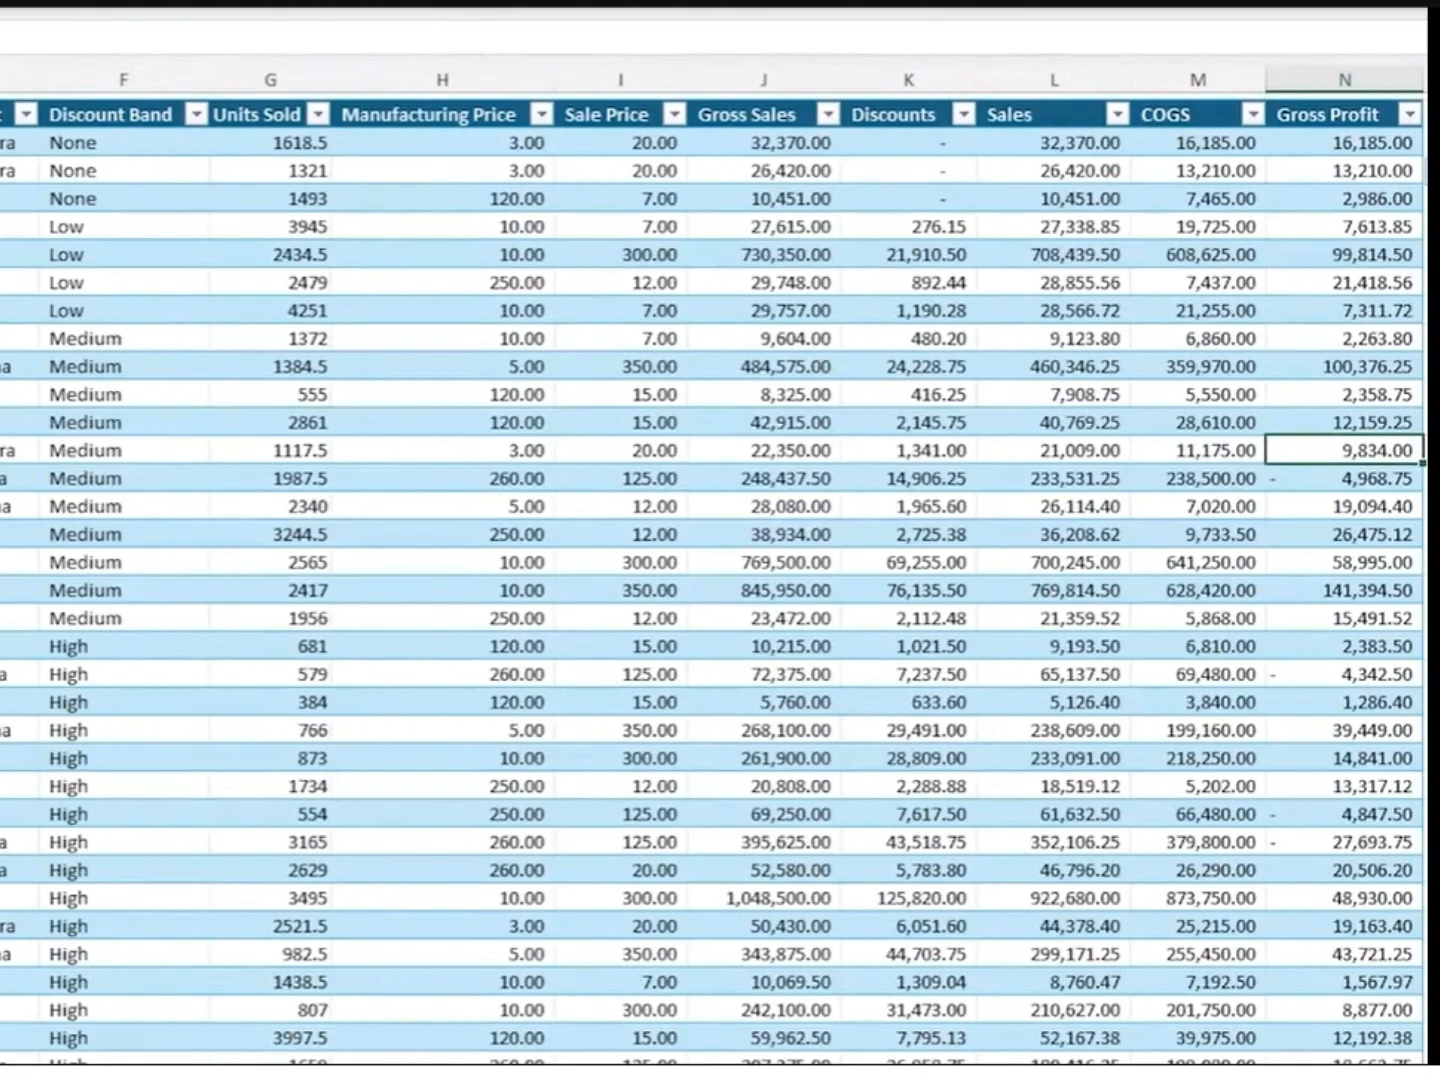 F G H I J K L M N
Discount Band Units Sold Manufacturing Price Sale Price Gross Sales Discounts Sales COGS Gross Profit
ra None 1618.5 3.00 20.00 32,370.00 - 32,370.00 16,185.00 16,185.00
ra None 1321 3.00 20.00 26,420.00 - 26,420.00 13,210.00 13,210.00
None 1493 120.00 7.00 10,451.00 - 10,451.00 7,465.00 2,986.00
Low 3945 10.00 7.00 27,615.00 276.15 27,338.85 19,725.00 7,613.85
Low 2434.5 10.00 300.00 730,350.00 21,910.50 708,439.50 608,625.00 99,814.50
Low 2479 250.00 12.00 29,748.00 892.44 28,855.56 7,437.00 21,418.56
Low 4251 10.00 7.00 29,757.00 1,190.28 28,566.72 21,255.00 7,311.72
Medium 1372 10.00 7.00 9,604.00 480.20 9,123.80 6,860.00 2,263.80
a Medium 1384.5 5.00 350.00 484,575.00 24,228.75 460,346.25 359,970.00 100,376.25
Medium 555 120.00 15.00 8,325.00 416.25 7,908.75 5,550.00 2,358.75
Medium 2861 120.00 15.00 42,915.00 2,145.75 40,769.25 28,610.00 12,159.25
ra Medium 1117.5 3.00 20.00 22,350.00 1,341.00 21,009.00 11,175.00 9,834.00
a Medium 1987.5 260.00 125.00 248,437.50 14,906.25 233,531.25 238,500.00 - 4,968.75
a Medium 2340 5.00 12.00 28,080.00 1,965.60 26,114.40 7,020.00 19,094.40
Medium 3244.5 250.00 12.00 38,934.00 2,725.38 36,208.62 9,733.50 26,475.12
Medium 2565 10.00 300.00 769,500.00 69,255.00 700,245.00 641,250.00 58,995.00
Medium 2417 10.00 350.00 845,950.00 76,135.50 769,814.50 628,420.00 141,394.50
Medium 1956 250.00 12.00 23,472.00 2,112.48 21,359.52 5,868.00 15,491.52
High 681 120.00 15.00 10,215.00 1,021.50 9,193.50 6,810.00 2,383.50
a High 579 260.00 125.00 72,375.00 7,237.50 65,137.50 69,480.00 - 4,342.50
High 384 120.00 15.00 5,760.00 633.60 5,126.40 3,840.00 1,286.40
a High 766 5.00 350.00 268,100.00 29,491.00 238,609.00 199,160.00 39,449.00
High 873 10.00 300.00 261,900.00 28,809.00 233,091.00 218,250.00 14,841.00
High 1734 250.00 12.00 20,808.00 2,288.88 18,519.12 5,202.00 13,317.12
High 554 250.00 125.00 69,250.00 7,617.50 61,632.50 66,480.00 - 4,847.50
a High 3165 260.00 125.00 395,625.00 43,518.75 352,106.25 379,800.00 - 27,693.75
a High 2629 260.00 20.00 52,580.00 5,783.80 46,796.20 26,290.00 20,506.20
High 3495 10.00 300.00 1,048,500.00 125,820.00 922,680.00 873,750.00 48,930.00
ra High 2521.5 3.00 20.00 50,430.00 6,051.60 44,378.40 25,215.00 19,163.40
a High 982.5 5.00 350.00 343,875.00 44,703.75 299,171.25 255,450.00 43,721.25
High 1438.5 10.00 7.00 10,069.50 1,309.04 8,760.47 7,192.50 1,567.97
High 807 10.00 300.00 242,100.00 31,473.00 210,627.00 201,750.00 8,877.00
High 3997.5 120.00 15.00 59,962.50 7,795.13 52,167.38 39,975.00 12,192.38